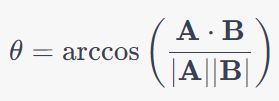 θ = arccos ( A · B / |A||B| )